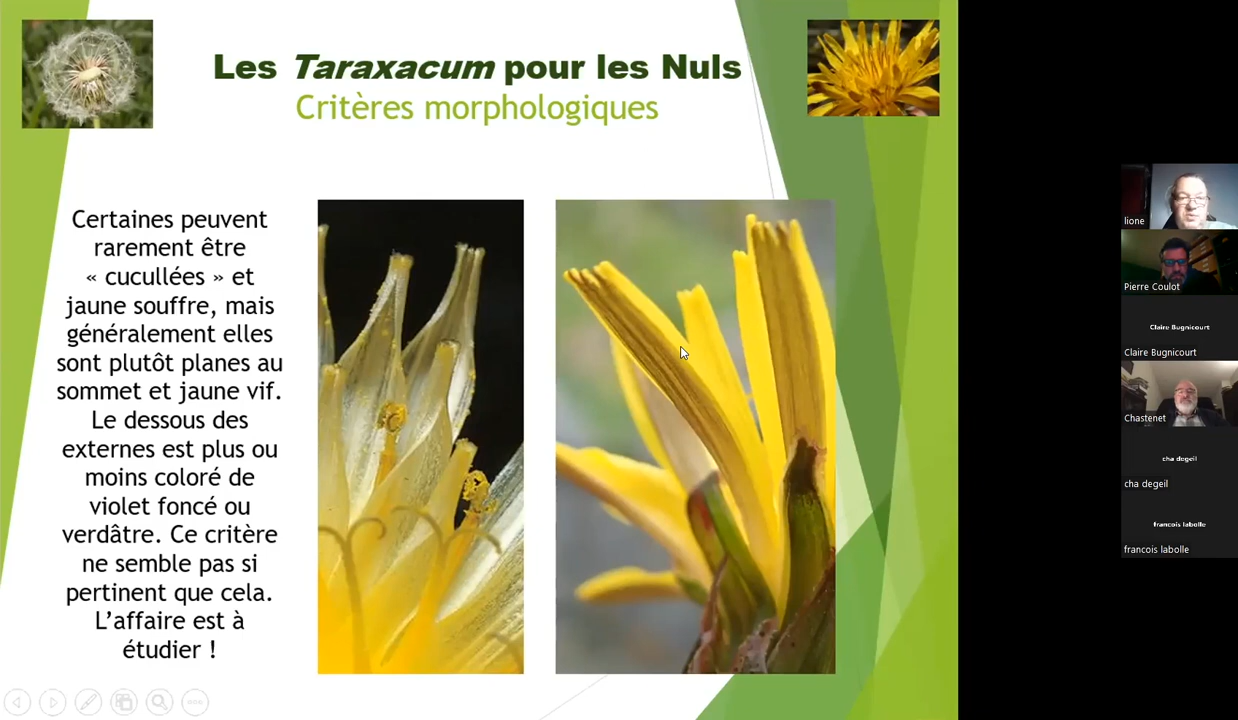 Les Taraxacum pour les Nuls
Critères morphologiques
Certaines peuvent
rarement être
« cucullées » et
jaune souffre, mais
généralement elles
sont plutôt planes au
sommet et jaune vif.
Le dessous des
externes est plus ou
moins coloré de
violet foncé ou
verdâtre. Ce critère
ne semble pas si
pertinent que cela.
L’affaire est à
étudier !
lione
Pierre Coulot
Claire Bugnicourt
Claire Bugnicourt
Chastenet
cha degeil
cha degeil
francois labolle
francois labolle